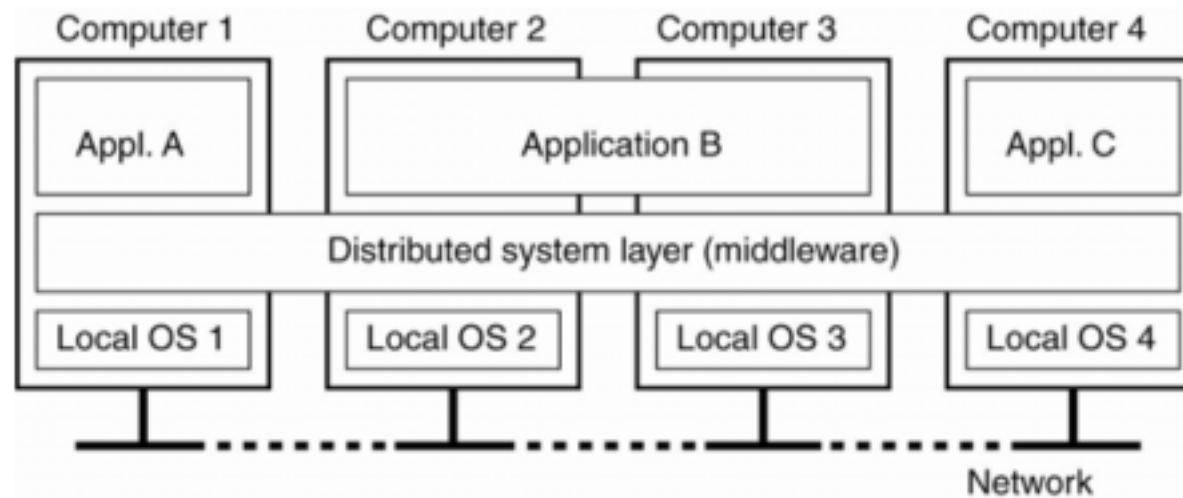 Computer 1
Computer 2
Computer 3
Computer 4
Appl. A
Application B
Appl. C
Distributed system layer (middleware)
Local OS 1
Local OS 2
Local OS 3
Local OS 4
Network